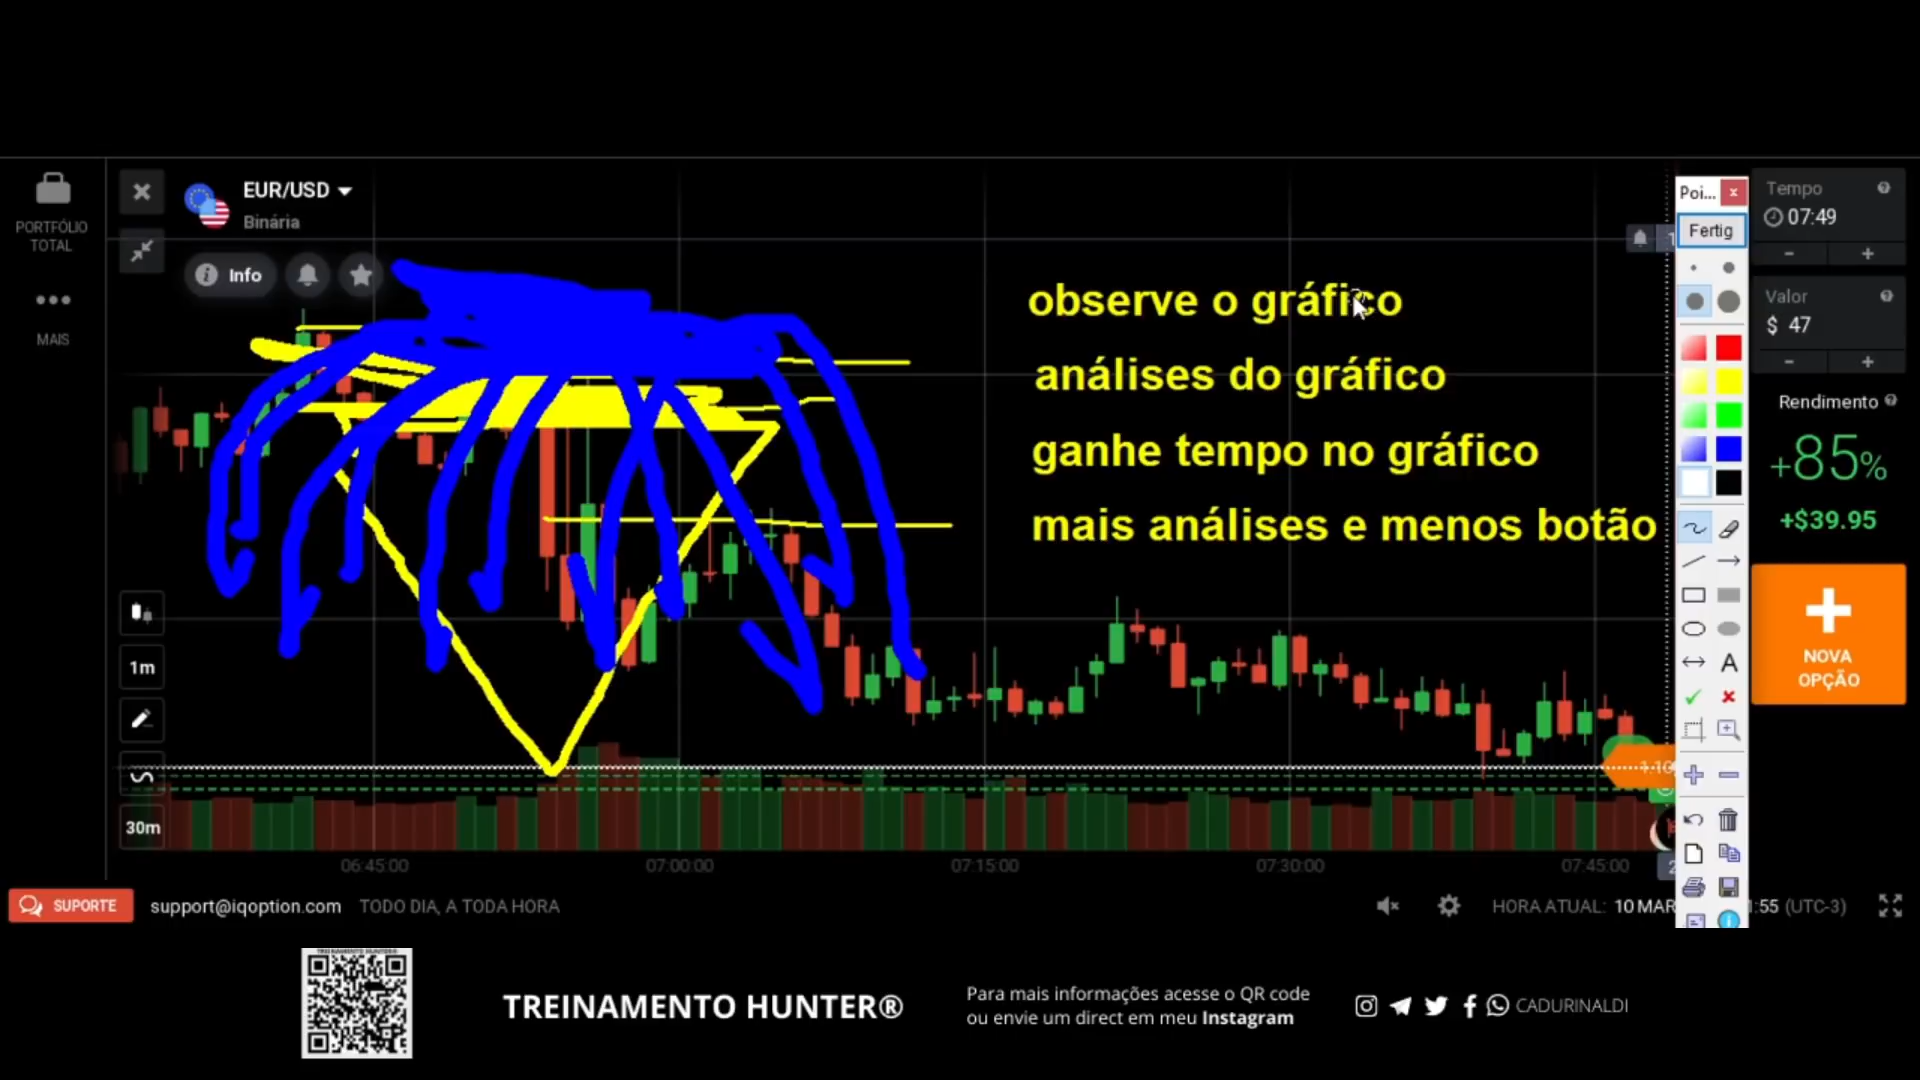 PORTFÓLIO
TOTAL
MAIS
EUR/USD
Binária
Info
observe o gráfico
análises do gráfico
ganhe tempo no gráfico
mais análises e menos botão
1m
30m
06:45:00
07:00:00
07:15:00
07:30:00
07:45:00
Poi...
Fertig
A
Tempo
07:49
Valor
$ 47
Rendimento
+85%
+$39.95
NOVA
OPÇÃO
SUPORTE
support@iqoption.com
TODO DIA, A TODA HORA
HORA ATUAL: 10 MAR
:55 (UTC-3)
TREINAMENTO HUNTER®
Para mais informações acesse o QR code
ou envie um direct em meu Instagram
CADURINALDI